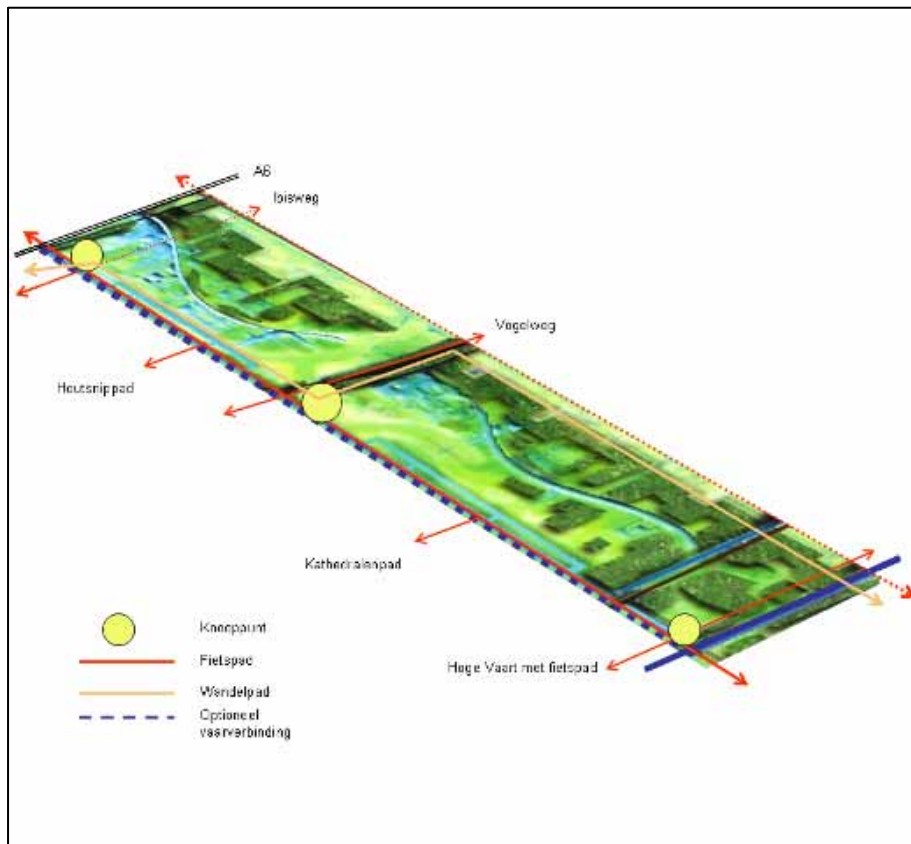 A6
Ibisweg
Vogelweg
Houtsnippad
Kathedralenpad
Hoge Vaart met fietspad
Knooppunt
Fietspad
Wandelpad
Optioneel
vaarverbinding